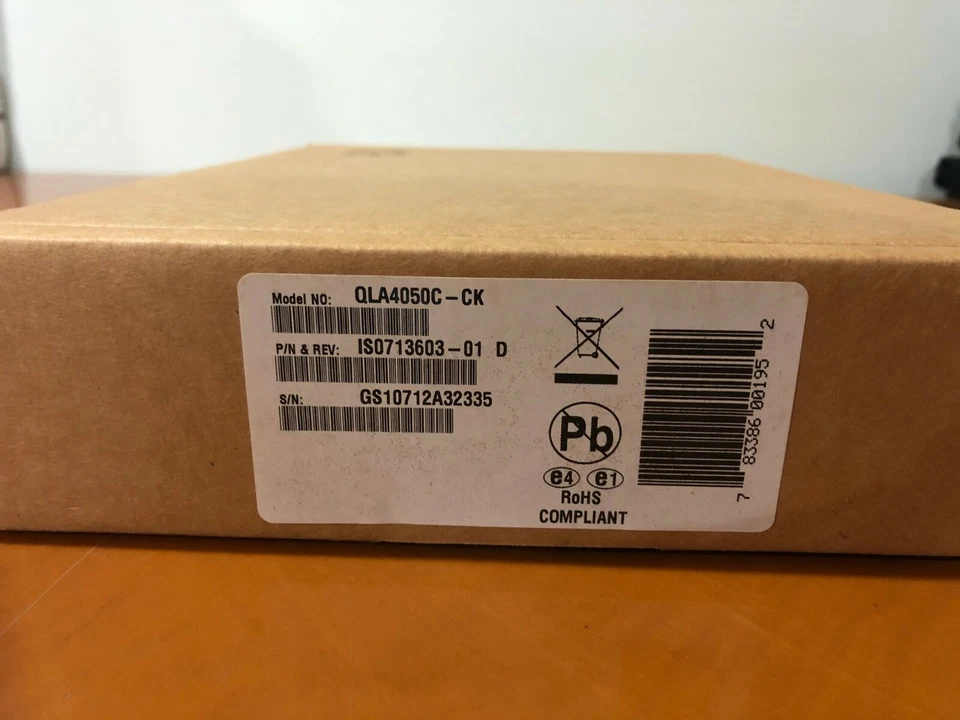 Model NO: QLA4050C-CK
P/N & REV: IS0713603-01 D
S/N: GS10712A32335
Pb
e4 e1
RoHS
COMPLIANT
7 83386 00195 2